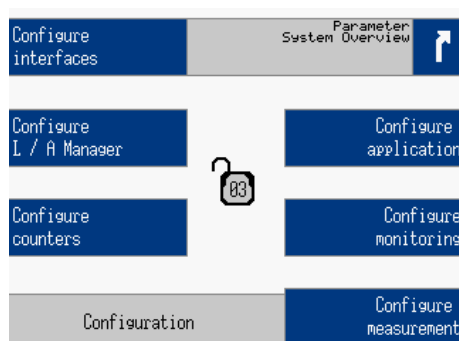 Configure
interfaces
Parameter
System Overview
Configure
L / A Manager
Configure
application
03
Configure
counters
Configure
monitoring
Configuration
Configure
measurement